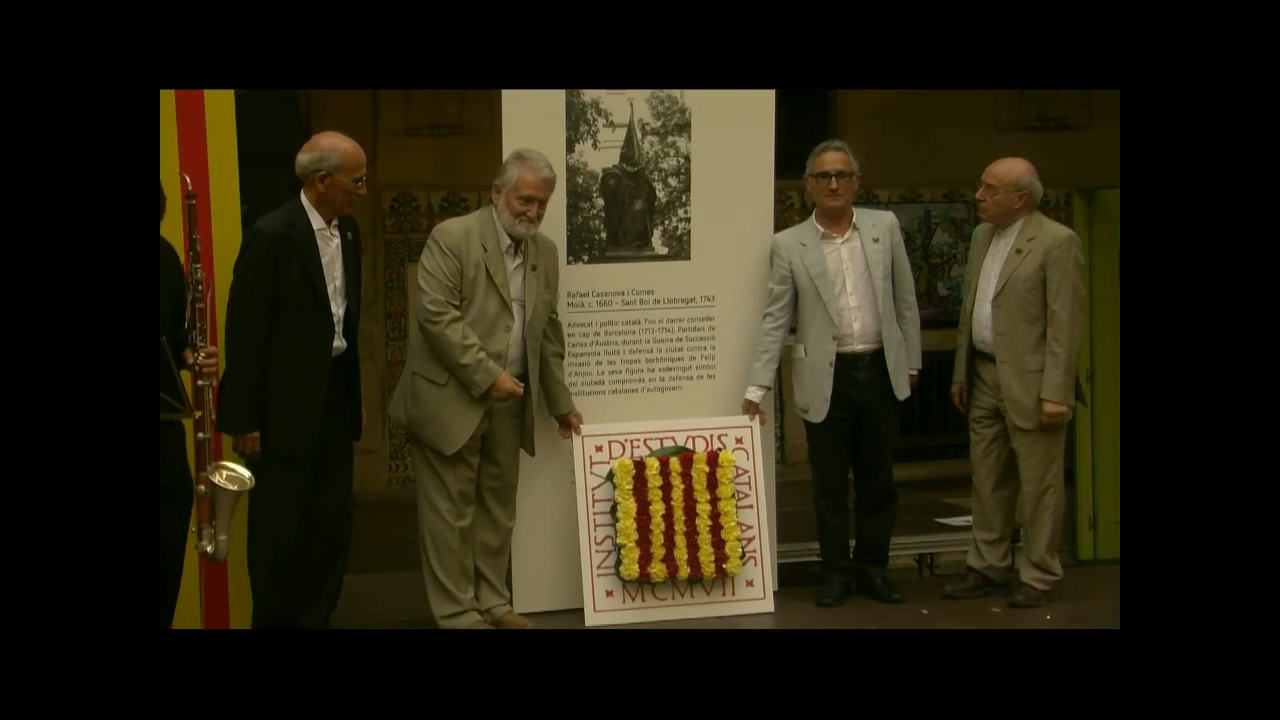 Rafael Casanova i Comes
Moià, c. 1660 – Sant Boi de Llobregat, 1743
Advocat i polític català. Fou el darrer conseller
en cap de Barcelona (1713-1714). Partidari de
Carles d'Àustria, durant la Guerra de Successió
Espanyola lluità i defensà la ciutat contra la
invasió de les tropes borbòniques de Felip
d'Anjou. La seva figura ha esdevingut símbol
del ciutadà compromès en la defensa de les
institucions catalanes d'autogovern.
INSTITVT
D'ESTVDIS
CATALANS
MCMVII